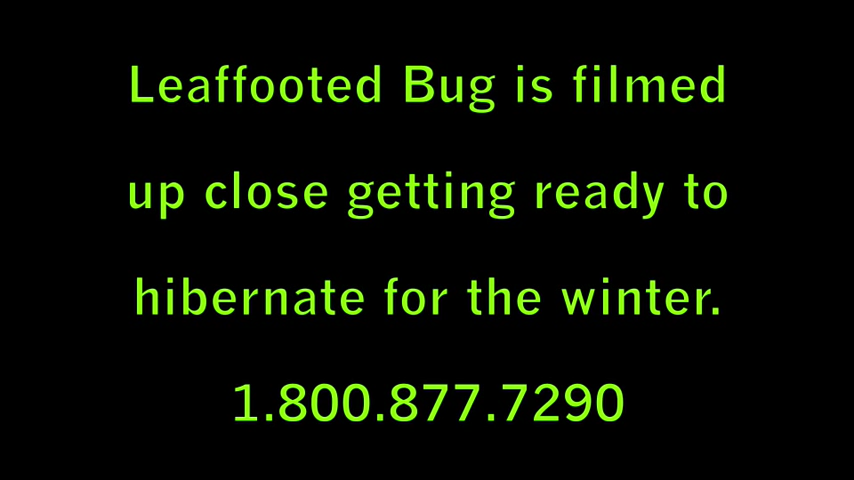 Leaffooted Bug is filmed
up close getting ready to
hibernate for the winter.
1.800.877.7290